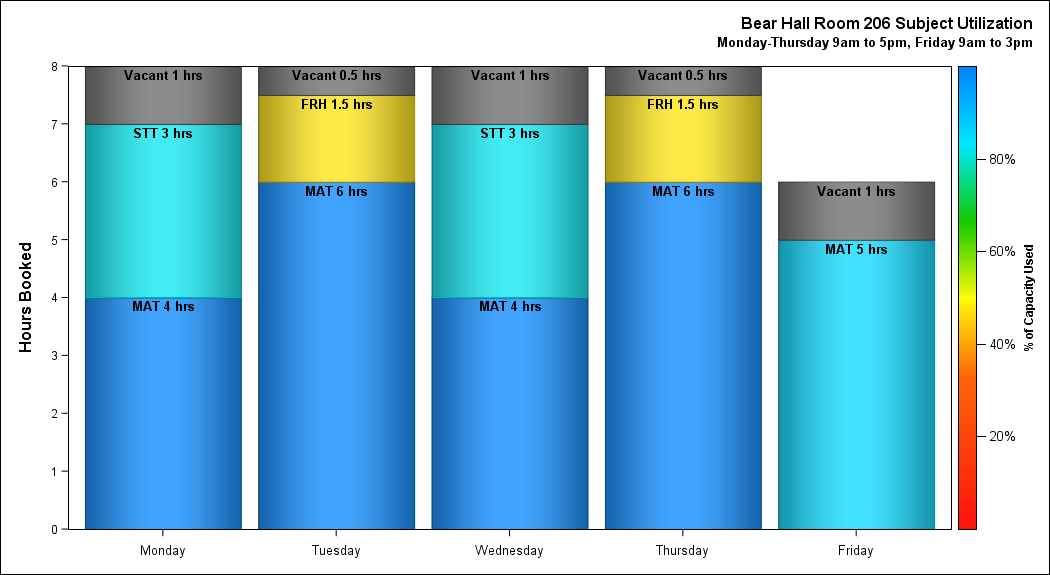 Bear Hall Room 206 Subject Utilization
Monday-Thursday 9am to 5pm, Friday 9am to 3pm
Hours Booked
8
7
6
5
4
3
2
1
0
Vacant 1 hrs
STT 3 hrs
MAT 4 hrs
Vacant 0.5 hrs
FRH 1.5 hrs
MAT 6 hrs
Vacant 1 hrs
STT 3 hrs
MAT 4 hrs
Vacant 0.5 hrs
FRH 1.5 hrs
MAT 6 hrs
Vacant 1 hrs
MAT 5 hrs
Monday
Tuesday
Wednesday
Thursday
Friday
80%
60%
40%
20%
% of Capacity Used